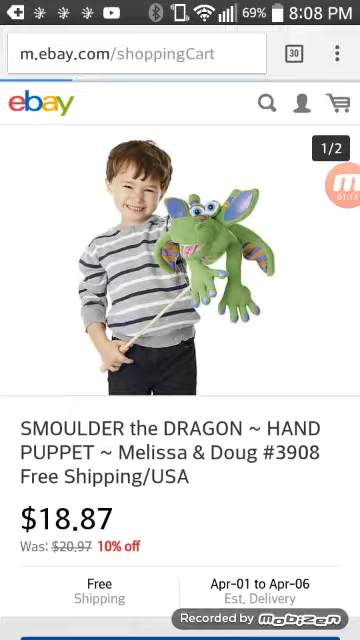 69% 8:08 PM
m.ebay.com/shoppingCart
30
ebay
1/2
01:13
SMOULDER the DRAGON ~ HAND
PUPPET ~ Melissa & Doug #3908
Free Shipping/USA
$18.87
Was: $20.97 10% off
Free
Shipping
Apr-01 to Apr-06
Est. Delivery
Recorded by mobizen